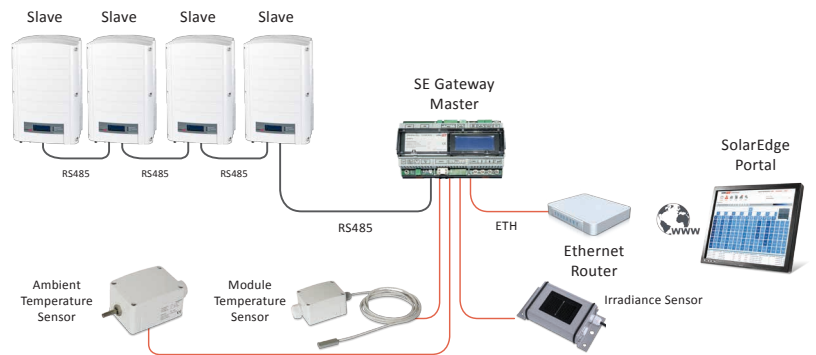 Slave
Slave
Slave
Slave
SE Gateway
Master
SolarEdge
Portal
RS485
RS485
RS485
RS485
ETH
www
Ethernet
Router
Ambient
Temperature
Sensor
Module
Temperature
Sensor
Irradiance Sensor